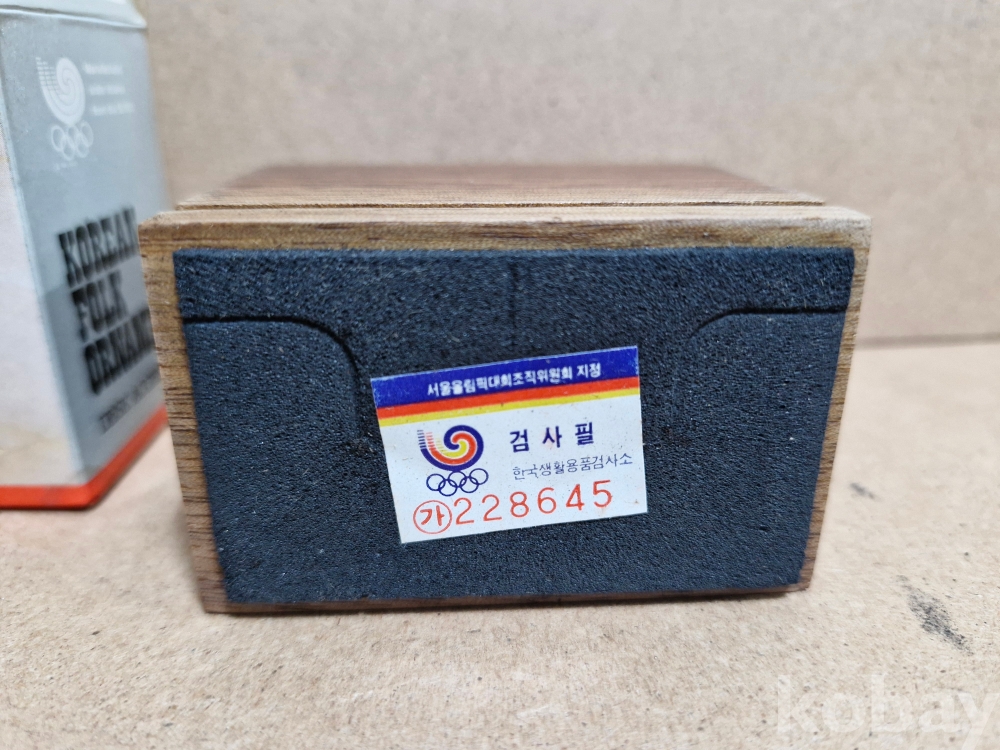 KOREAN
FOLK
서울올림픽대회조직위원회 지정
검사필
한국생활용품검사소
㉮228645
kobay